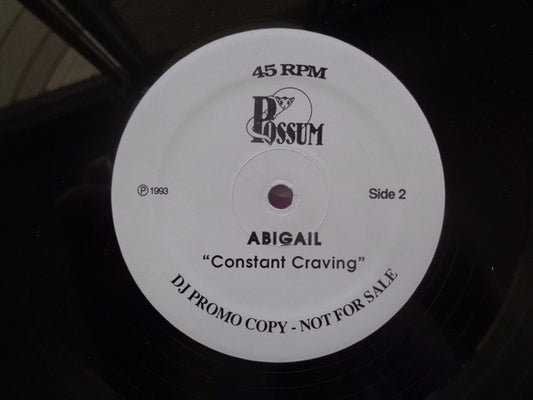 45 RPM
POSSUM
℗ 1993
Side 2
ABIGAIL
"Constant Craving"
DJ PROMO COPY - NOT FOR SALE